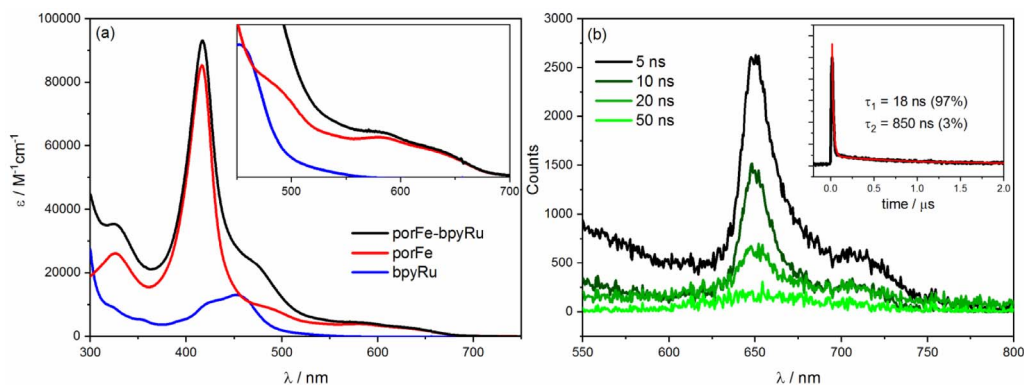 (a)
100000
80000
60000
40000
20000
0
ε / M⁻¹cm⁻¹
300 400 500 600 700
λ / nm
500 600 700
porFe-bpyRu
porFe
bpyRu
(b)
3000
2500
2000
1500
1000
500
0
Counts
550 600 650 700 750 800
λ / nm
5 ns
10 ns
20 ns
50 ns
τ₁ = 18 ns (97%)
τ₂ = 850 ns (3%)
0.0 0.5 1.0 1.5 2.0
time / μs